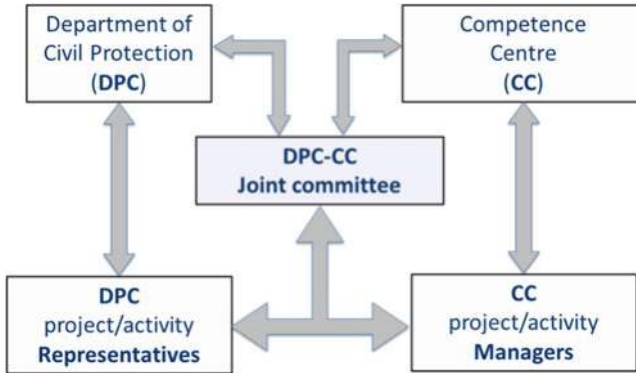 Department of
Civil Protection
(DPC)
Competence
Centre
(CC)
DPC-CC
Joint committee
DPC
project/activity
Representatives
CC
project/activity
Managers